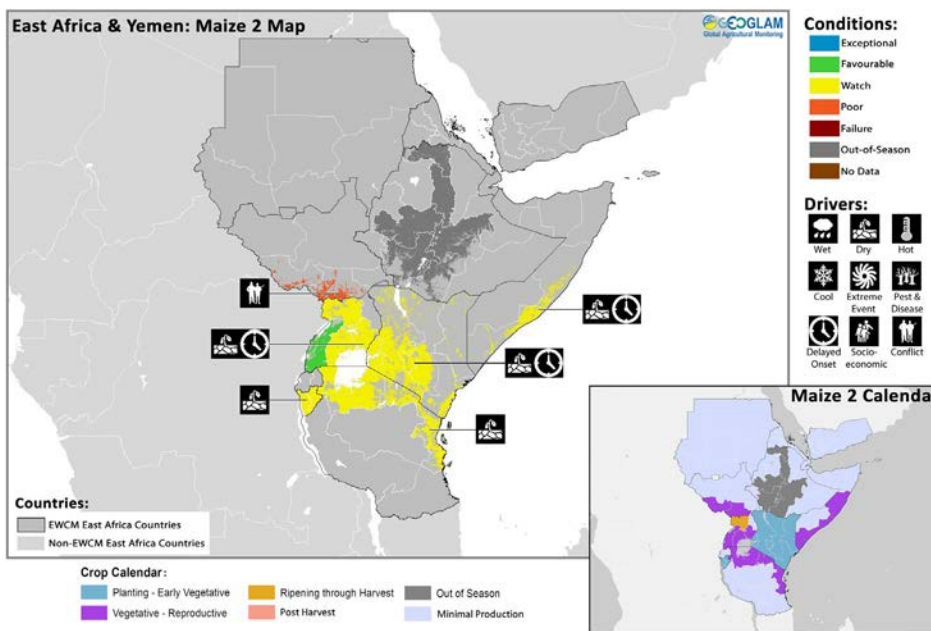 East Africa & Yemen: Maize 2 Map
GEOGLAM
Global Agricultural Monitoring
Conditions:
Exceptional
Favourable
Watch
Poor
Failure
Out-of-Season
No Data
Drivers:
Wet
Dry
Hot
Cool
Extreme
Event
Pest &
Disease
Delayed
Onset
Socio-
economic
Conflict
Countries:
EWCM East Africa Countries
Non-EWCM East Africa Countries
Maize 2 Calenda
Crop Calendar:
Planting - Early Vegetative
Vegetative - Reproductive
Ripening through Harvest
Post Harvest
Out of Season
Minimal Production